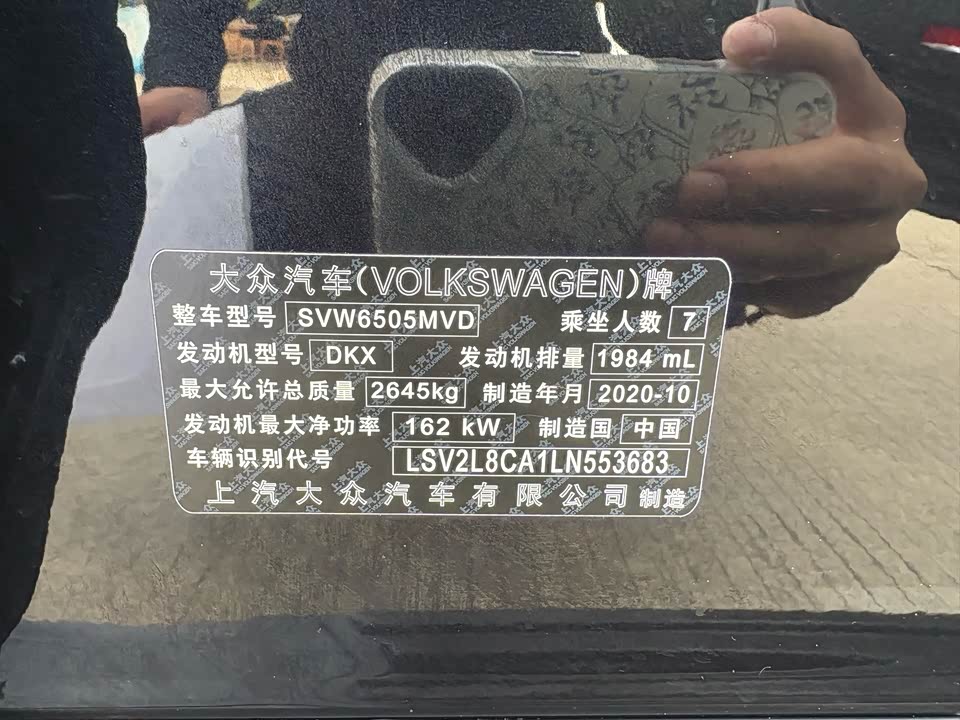 大众汽车(VOLKSWAGEN)牌
整车型号 SVW6505MVD 乘坐人数 7
发动机型号 DKX 发动机排量 1984 mL
最大允许总质量 2645kg 制造年月 2020-10
发动机最大净功率 162 kW 制造国 中国
车辆识别代号 LSV2L8CA1LN553683
上汽大众汽车有限公司制造